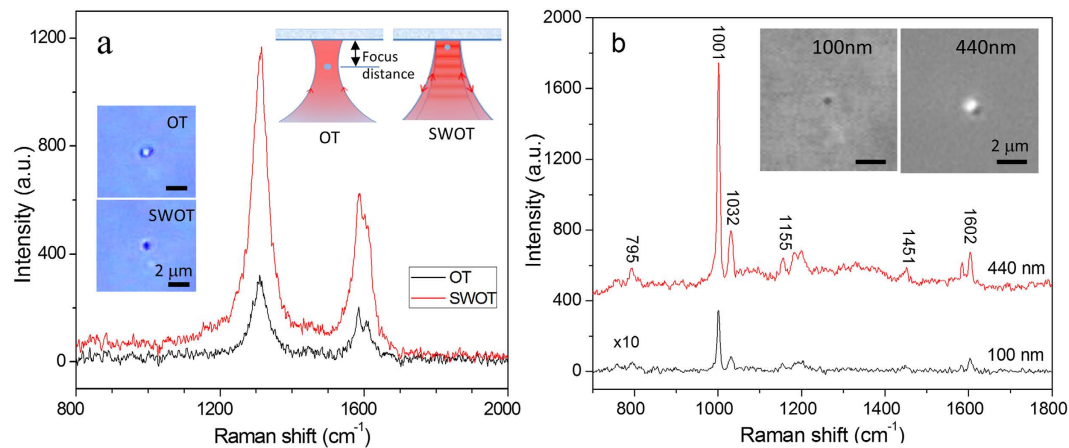 a
Focus
distance
OT
SWOT
OT
SWOT
2 μm
OT
SWOT
1200
800
400
0
800
1200
1600
2000
Intensity (a.u.)
Raman shift (cm⁻¹)
b
100nm
440nm
2 μm
1001
1032
795
1155
1451
1602
440 nm
x10
100 nm
2000
1600
1200
800
400
0
800
1000
1200
1400
1600
1800
Intensity (a.u.)
Raman shift (cm⁻¹)